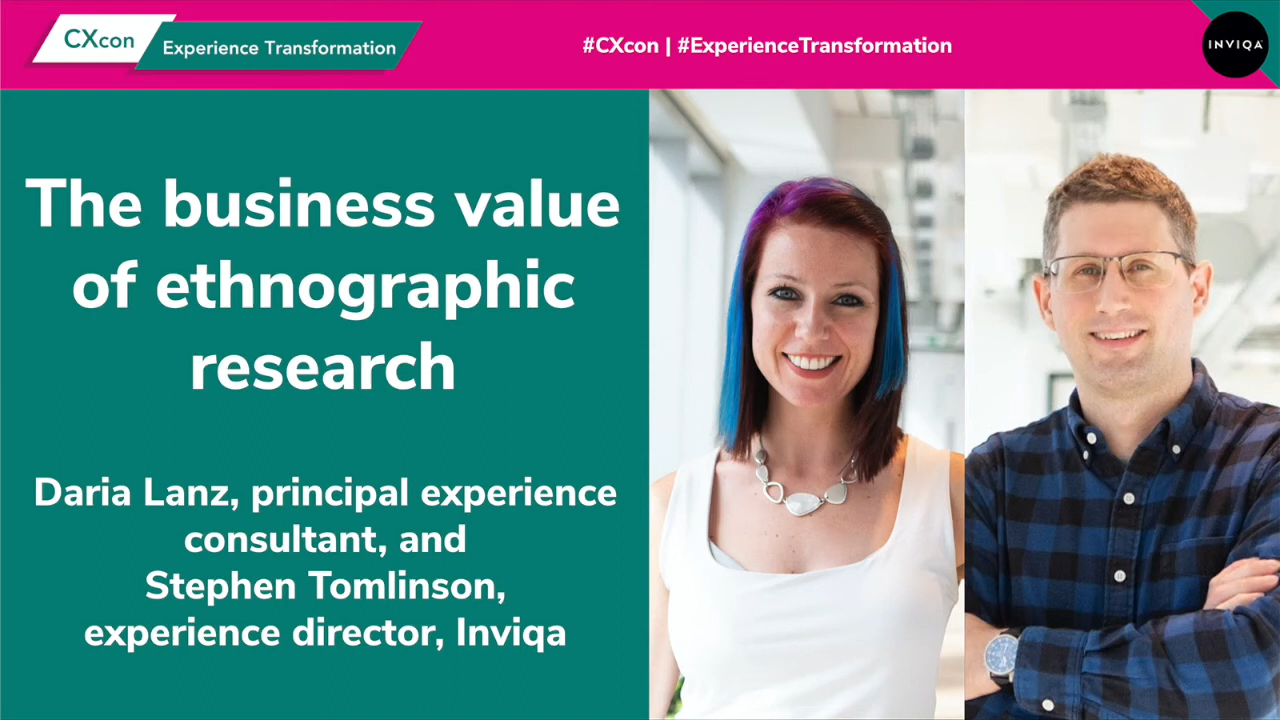 CXcon
Experience Transformation
#CXcon | #ExperienceTransformation
INVIQA
The business value
of ethnographic
research
Daria Lanz, principal experience
consultant, and
Stephen Tomlinson,
experience director, Inviqa